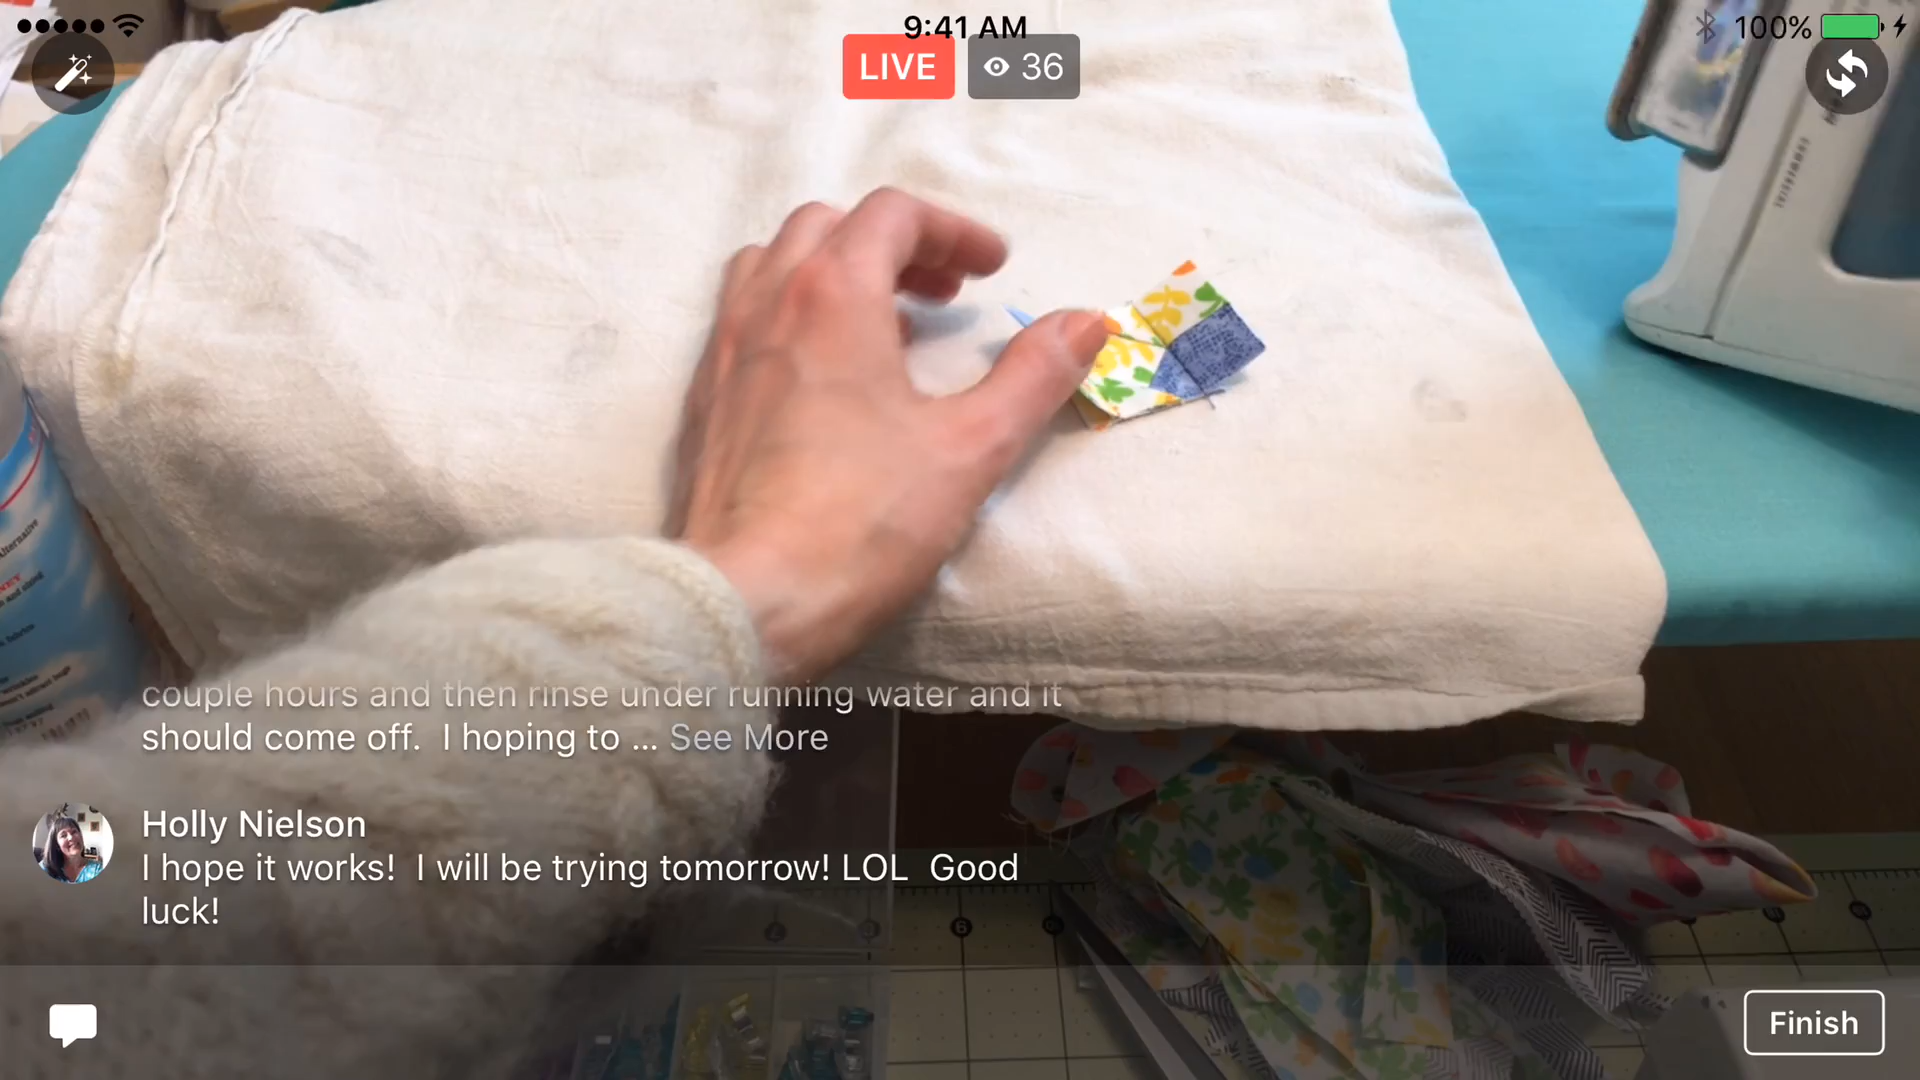 9:41 AM
100%
LIVE
36
couple hours and then rinse under running water and it
should come off. I hoping to ... See More
Holly Nielson
I hope it works! I will be trying tomorrow! LOL Good
luck!
Finish